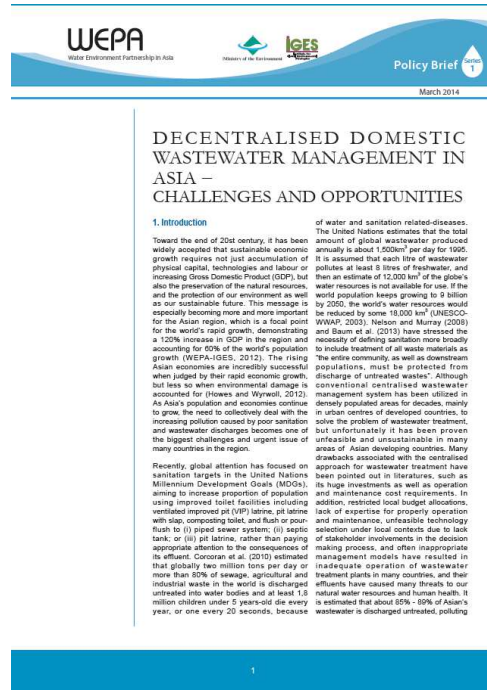 WEPA
Water Environment Partnership in Asia
Ministry of the Environment
IGES
Policy Brief
Series
1
March 2014
DECENTRALISED DOMESTIC
WASTEWATER MANAGEMENT IN
ASIA –
CHALLENGES AND OPPORTUNITIES
1. Introduction
Toward the end of 20st century, it has been
widely accepted that sustainable economic
growth requires not just accumulation of
physical capital, technologies and labour or
increasing Gross Domestic Product (GDP), but
also the preservation of the natural resources,
and the protection of our environment as well
as our sustainable future. This message is
especially becoming more and more important
for the Asian region, which is a focal point
for the world's rapid growth, demonstrating
a 120% increase in GDP in the region and
accounting for 60% of the world's population
growth (WEPA-IGES, 2012). The rising
Asian economies are incredibly successful
when judged by their rapid economic growth,
but less so when environmental damage is
accounted for (Howes and Wyrwoll, 2012).
As Asia's population and economies continue
to grow, the need to collectively deal with the
increasing pollution caused by poor sanitation
and wastewater discharges becomes one of
the biggest challenges and urgent issue of
many countries in the region.
Recently, global attention has focused on
sanitation targets in the United Nations
Millennium Development Goals (MDGs),
aiming to increase proportion of population
using improved toilet facilities including
ventilated improved pit (VIP) latrine, pit latrine
with slap, composting toilet, and flush or pour-
flush to (i) piped sewer system; (ii) septic
tank; or (iii) pit latrine, rather than paying
appropriate attention to the consequences of
its effluent. Corcoran et al. (2010) estimated
that globally two million tons per day or
more than 80% of sewage, agricultural and
industrial waste in the world is discharged
untreated into water bodies and at least 1.8
million children under 5 years-old die every
year, or one every 20 seconds, because
of water and sanitation related-diseases.
The United Nations estimates that the total
amount of global wastewater produced
annually is about 1,500km³ per day for 1995.
It is assumed that each litre of wastewater
pollutes at least 8 litres of freshwater, and
then an estimate of 12,000 km³ of the globe's
water resources is not available for use. If the
world population keeps growing to 9 billion
by 2050, the world's water resources would
be reduced by some 18,000 km³ (UNESCO-
WWAP, 2003). Nelson and Murray (2008)
and Baum et al. (2013) have stressed the
necessity of defining sanitation more broadly
to include treatment of all waste materials as
"the entire community, as well as downstream
populations, must be protected from
discharge of untreated wastes". Although
conventional centralised wastewater
management system has been utilized in
densely populated areas for decades, mainly
in urban centres of developed countries, to
solve the problem of wastewater treatment,
but unfortunately it has been proven
unfeasible and unsustainable in many
areas of Asian developing countries. Many
drawbacks associated with the centralised
approach for wastewater treatment have
been pointed out in literatures, such as
its huge investments as well as operation
and maintenance cost requirements. In
addition, restricted local budget allocations,
lack of expertise for properly operation
and maintenance, unfeasible technology
selection under local contexts due to lack
of stakeholder involvements in the decision
making process, and often inappropriate
management models have resulted in
inadequate operation of wastewater
treatment plants in many countries, and their
effluents have caused many threats to our
natural water resources and human health. It
is estimated that about 85% - 89% of Asian's
wastewater is discharged untreated, polluting
1